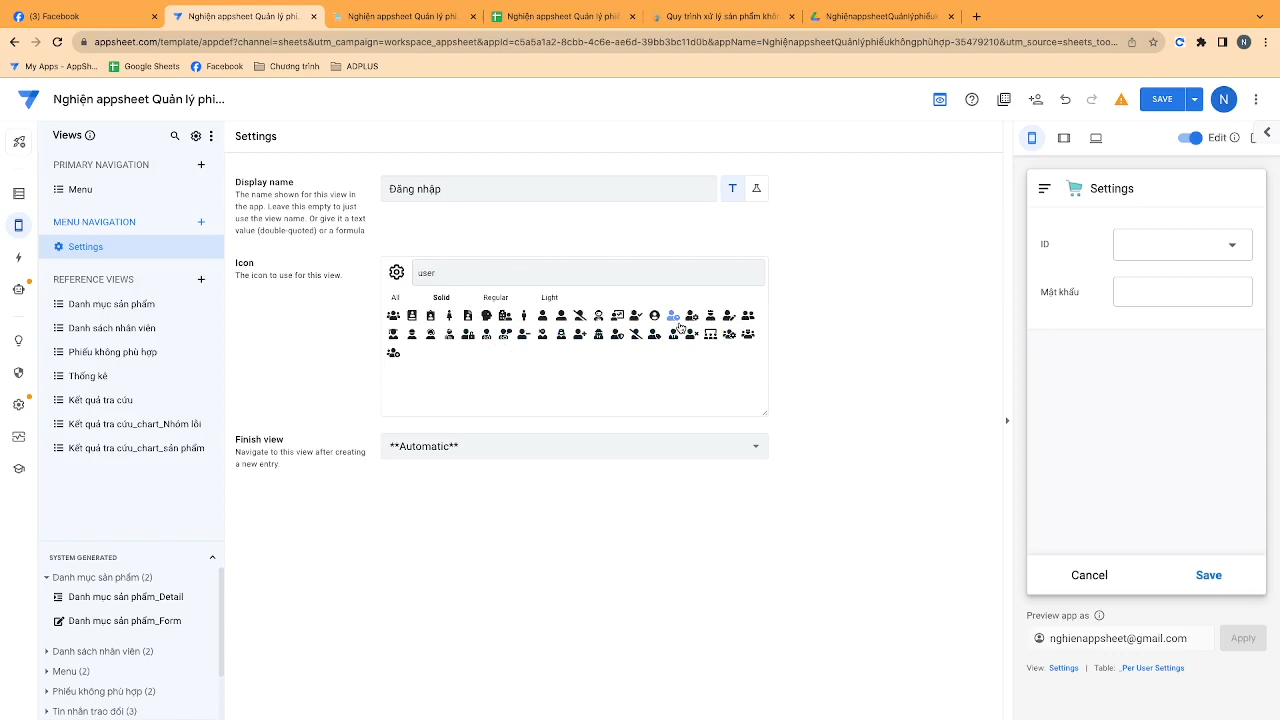 (3) Facebook
Nghiện appsheet Quản lý phi...
Nghiện appsheet Quản lý phi...
Nghiện appsheet Quản lý phiế
Quy trình xử lý sản phẩm khôn
NghiệnappsheetQuảnlýphiếuk
appsheet.com/template/appdef?channel=sheets&utm_campaign=workspace_appsheet&appId=c5a5a1a2-8cbb-4c6e-ae6d-39bb3bc11d0b&appName=NghiệnappsheetQuảnlýphiếukhôngphùhợp-35479210&utm_source=sheets_too...
N
My Apps - AppSh...
Google Sheets
Facebook
Chương trình
ADPLUS
Nghiện appsheet Quản lý phi...
SAVE
N
Views
Settings
Edit
PRIMARY NAVIGATION
Menu
MENU NAVIGATION
Settings
REFERENCE VIEWS
Danh mục sản phẩm
Danh sách nhân viên
Phiếu không phù hợp
Thống kê
Kết quả tra cứu
Kết quả tra cứu_chart_Nhóm lỗi
Kết quả tra cứu_chart_sản phẩm
SYSTEM GENERATED
Danh mục sản phẩm (2)
Danh mục sản phẩm_Detail
Danh mục sản phẩm_Form
Danh sách nhân viên (2)
Menu (2)
Phiếu không phù hợp (2)
Tin nhắn trao đổi (3)
Display name
The name shown for this view in
the app. Leave this empty to just
use the view name. Or give it a text
value (double-quoted) or a formula
Đăng nhập
T
Icon
The icon to use for this view.
user
All
Solid
Regular
Light
Finish view
Navigate to this view after creating
a new entry.
**Automatic**
Settings
ID
Mật khẩu
Cancel
Save
Preview app as
nghienappsheet@gmail.com
Apply
View: Settings | Table: _Per User Settings